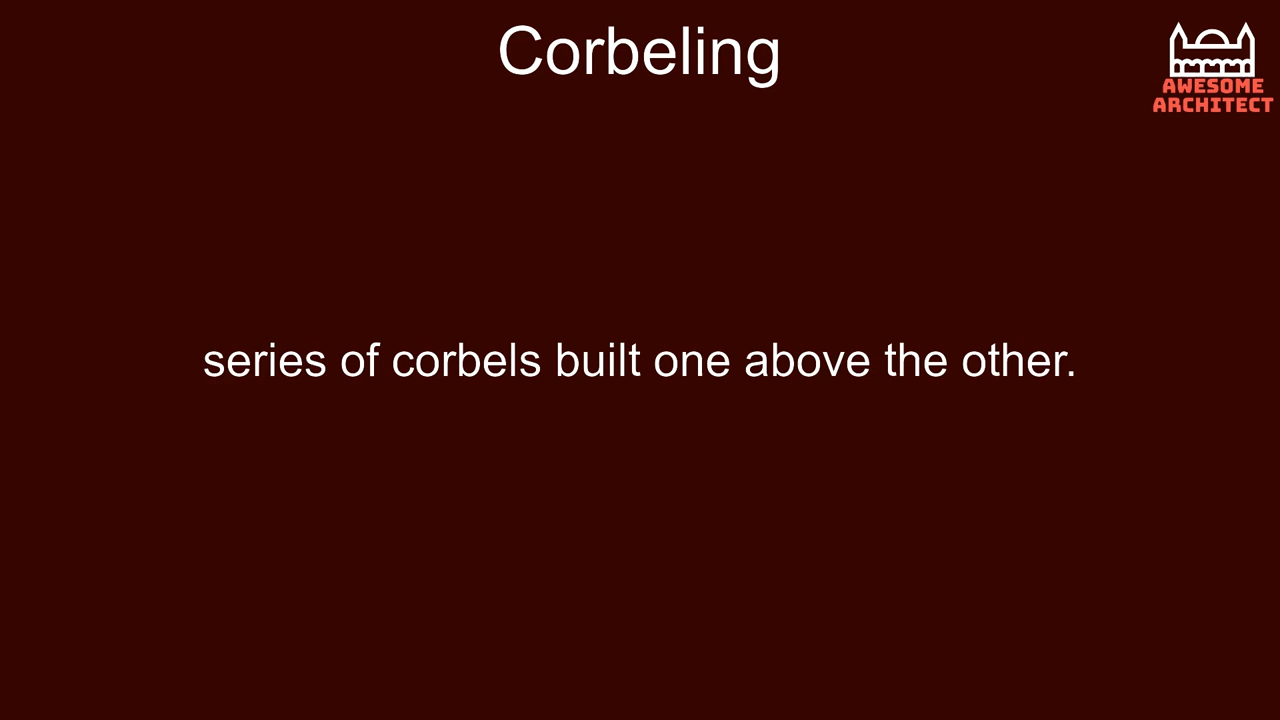 Corbeling
AWESOME
ARCHITECT
series of corbels built one above the other.